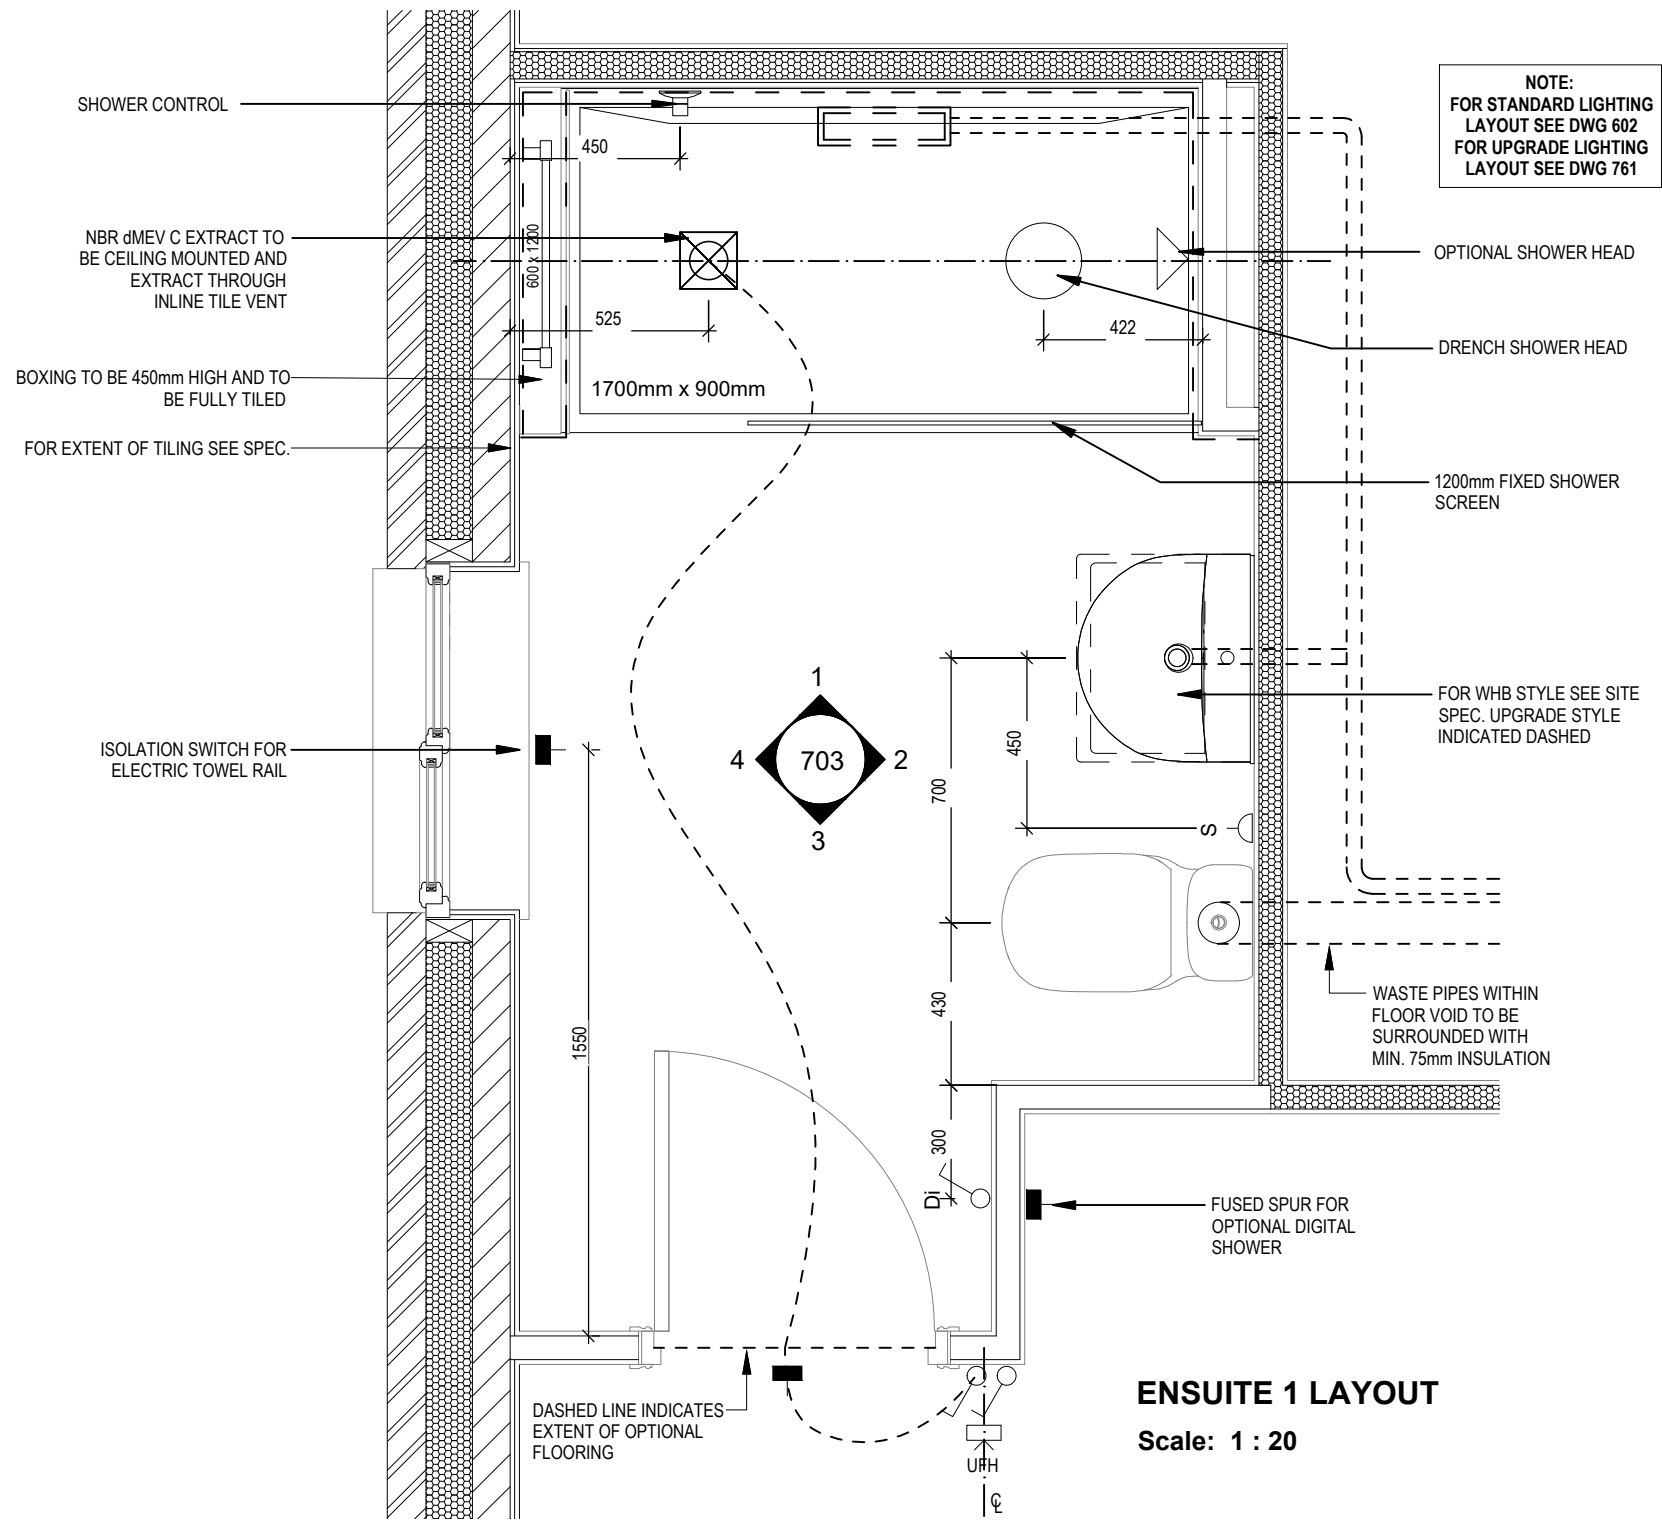 SHOWER CONTROL
NOTE:
FOR STANDARD LIGHTING
LAYOUT SEE DWG 602
FOR UPGRADE LIGHTING
LAYOUT SEE DWG 761
450
NBR dMEV C EXTRACT TO
BE CEILING MOUNTED AND
EXTRACT THROUGH
INLINE TILE VENT
600 x 1200
OPTIONAL SHOWER HEAD
525
422
DRENCH SHOWER HEAD
BOXING TO BE 450mm HIGH AND TO
BE FULLY TILED
1700mm x 900mm
FOR EXTENT OF TILING SEE SPEC.
1200mm FIXED SHOWER
SCREEN
FOR WHB STYLE SEE SITE
SPEC. UPGRADE STYLE
INDICATED DASHED
ISOLATION SWITCH FOR
ELECTRIC TOWEL RAIL
1
4
703
2
3
450
700
S
430
WASTE PIPES WITHIN
FLOOR VOID TO BE
SURROUNDED WITH
MIN. 75mm INSULATION
1550
300
Di
FUSED SPUR FOR
OPTIONAL DIGITAL
SHOWER
DASHED LINE INDICATES
EXTENT OF OPTIONAL
FLOORING
UFH
℄
ENSUITE 1 LAYOUT
Scale: 1 : 20